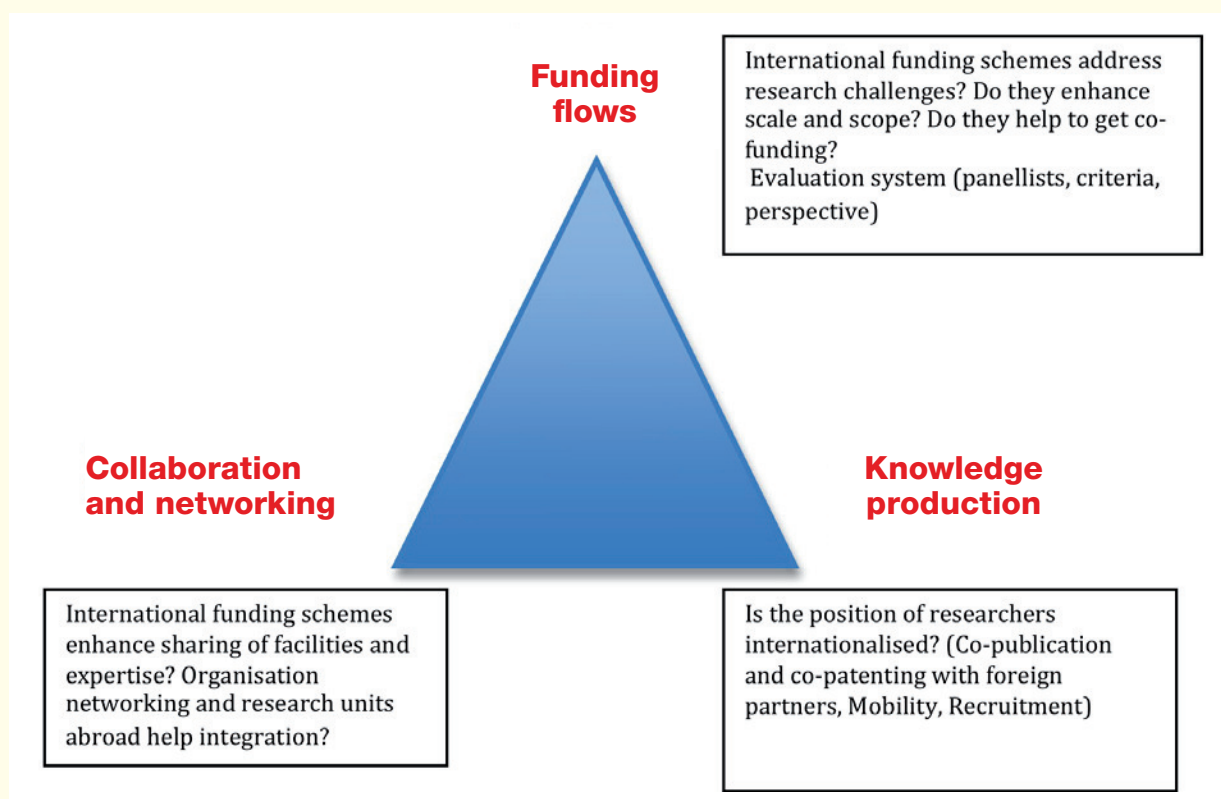 Funding
flows
International funding schemes address
research challenges? Do they enhance
scale and scope? Do they help to get co-
funding?
Evaluation system (panellists, criteria,
perspective)
Collaboration
and networking
International funding schemes
enhance sharing of facilities and
expertise? Organisation
networking and research units
abroad help integration?
Knowledge
production
Is the position of researchers
internationalised? (Co-publication
and co-patenting with foreign
partners, Mobility, Recruitment)